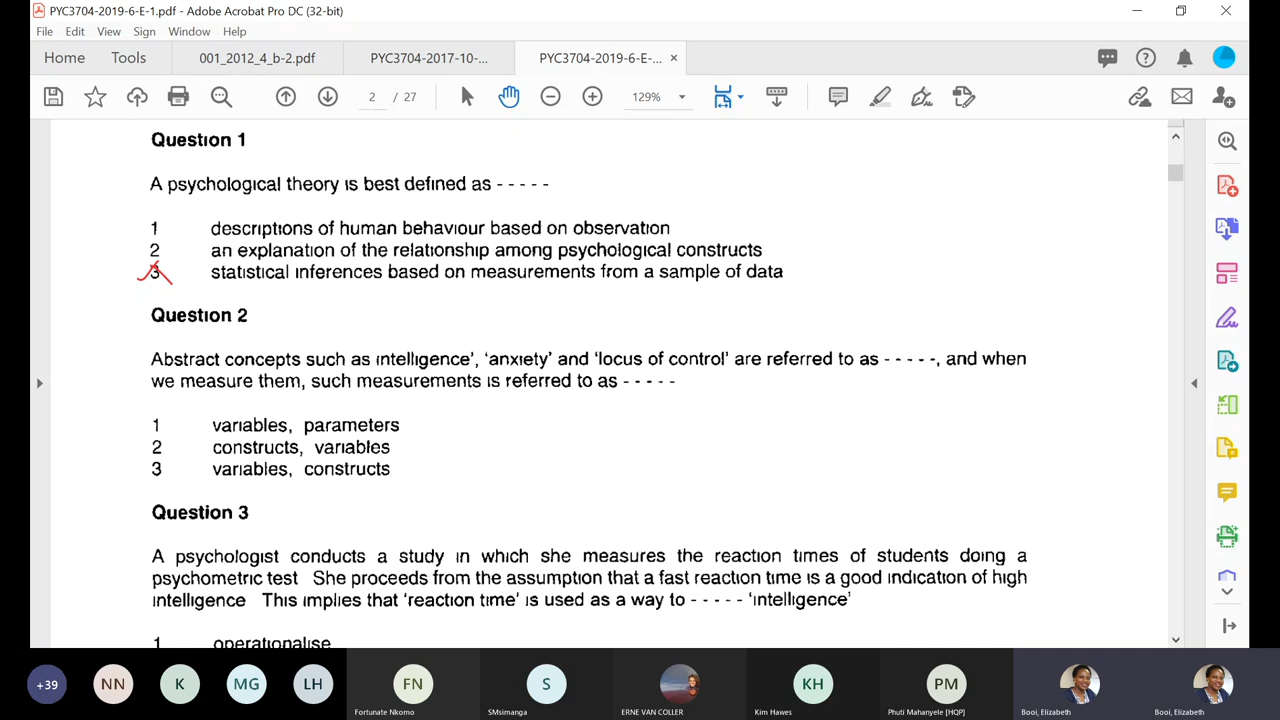 PYC3704-2019-6-E-1.pdf - Adobe Acrobat Pro DC (32-bit)
File Edit View Sign Window Help
Home Tools 001_2012_4_b-2.pdf PYC3704-2017-10-... PYC3704-2019-6-E-... ×
2 / 27 129%
Question 1
A psychological theory is best defined as - - - - -
1 descriptions of human behaviour based on observation
2 an explanation of the relationship among psychological constructs
3 statistical inferences based on measurements from a sample of data
Question 2
Abstract concepts such as intelligence', 'anxiety' and 'locus of control' are referred to as - - - - -, and when
we measure them, such measurements is referred to as - - - - -
1 variables, parameters
2 constructs, variables
3 variables, constructs
Question 3
A psychologist conducts a study in which she measures the reaction times of students doing a
psychometric test She proceeds from the assumption that a fast reaction time is a good indication of high
intelligence This implies that 'reaction time' is used as a way to - - - - - 'intelligence'
1 operationalise
+39 NN K MG LH FN S KH PM
Fortunate Nkomo SMsimanga ERNE VAN COLLER Kim Hawes Phuti Mahanyele [HQP] Booi, Elizabeth Booi, Elizabeth